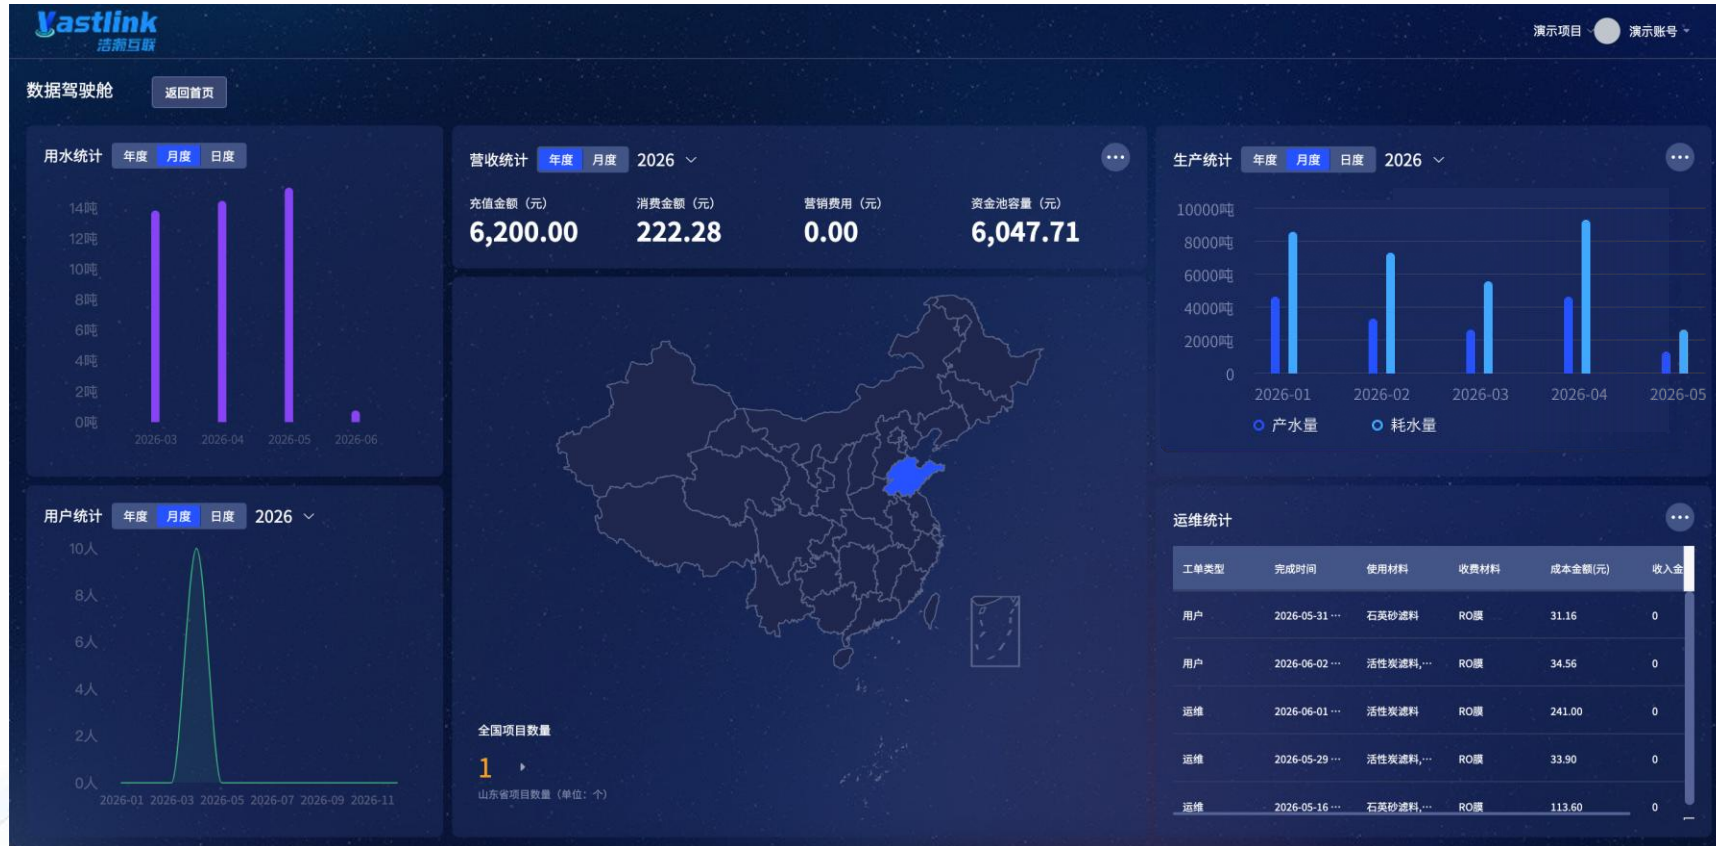 Vastlink
浩瀚互联
演示项目
演示账号
数据驾驶舱
返回首页
用水统计 年度 月度 日度
14吨
12吨
10吨
8吨
6吨
4吨
2吨
0吨
2026-03 2026-04 2026-05 2026-06
用户统计 年度 月度 日度 2026
10人
8人
6人
4人
2人
0人
2026-01 2026-03 2026-05 2026-07 2026-09 2026-11
营收统计 年度 月度 2026
充值金额（元） 消费金额（元） 营销费用（元） 资金池容量（元）
6,200.00 222.28 0.00 6,047.71
全国项目数量
1
山东省项目数量（单位：个）
生产统计 年度 月度 日度 2026
10000吨
8000吨
6000吨
4000吨
2000吨
0
2026-01 2026-02 2026-03 2026-04 2026-05
产水量 耗水量
运维统计
工单类型 完成时间 使用材料 收费材料 成本金额(元) 收入金
用户 2026-05-31 ··· 石英砂滤料 RO膜 31.16 0
用户 2026-06-02 ··· 活性炭滤料,··· RO膜 34.56 0
运维 2026-06-01 ··· 活性炭滤料 RO膜 241.00 0
运维 2026-05-29 ··· 活性炭滤料,··· RO膜 33.90 0
运维 2026-05-16 ··· 石英砂滤料,··· RO膜 113.60 0